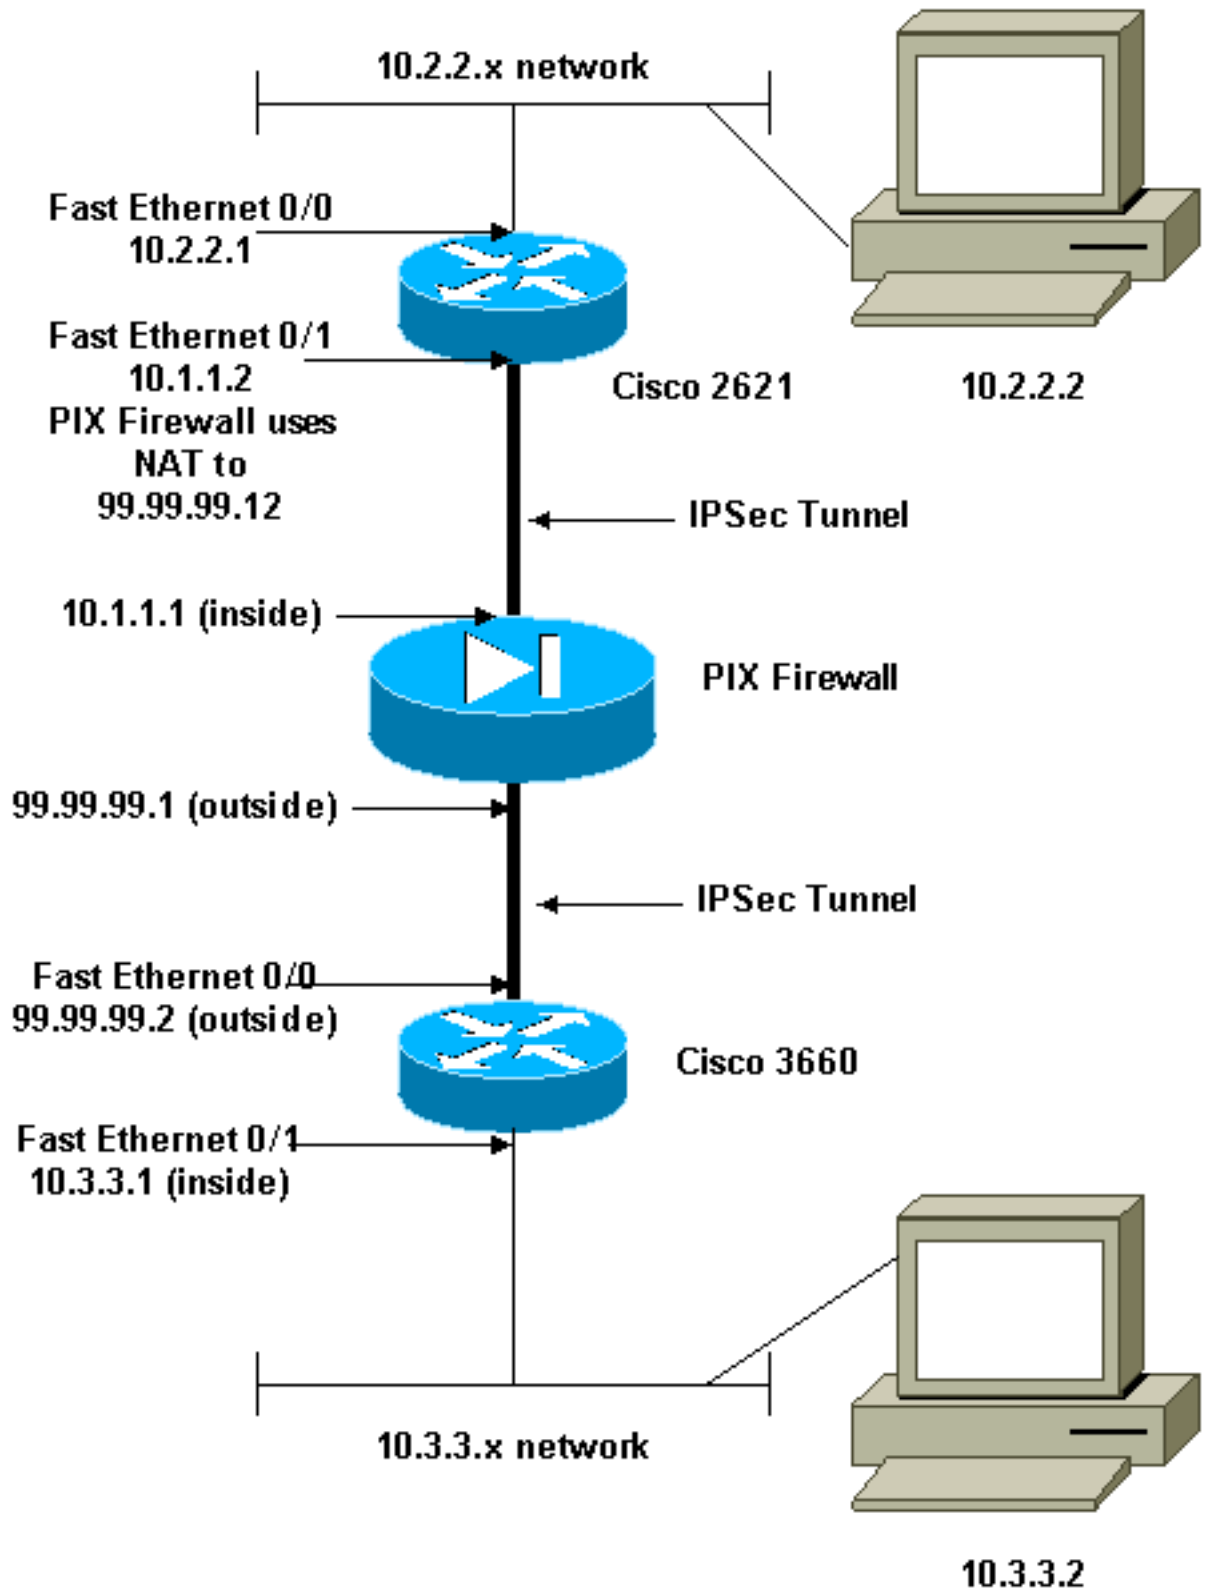 10.2.2.x network
Fast Ethernet 0/0
10.2.2.1
Fast Ethernet 0/1
10.1.1.2
PIX Firewall uses
NAT to
99.99.99.12
Cisco 2621
10.2.2.2
IPSec Tunnel
10.1.1.1 (inside)
PIX Firewall
99.99.99.1 (outside)
IPSec Tunnel
Fast Ethernet 0/0
99.99.99.2 (outside)
Cisco 3660
Fast Ethernet 0/1
10.3.3.1 (inside)
10.3.3.x network
10.3.3.2